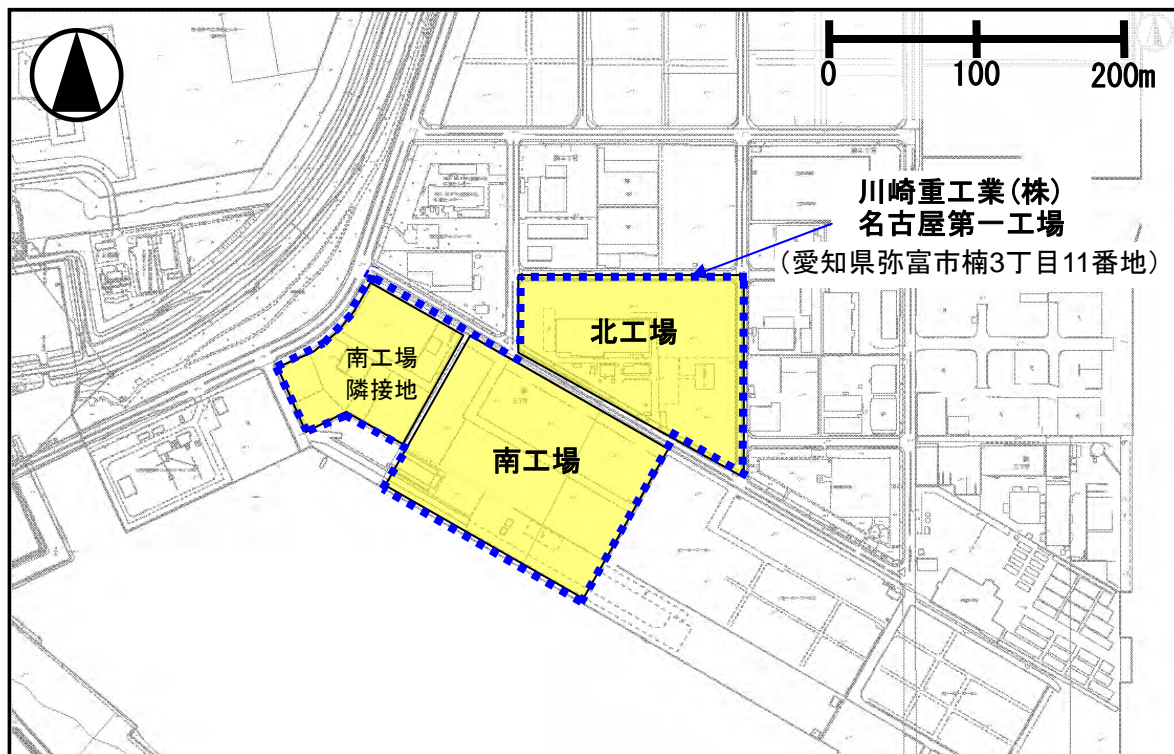 0 100 200m
川崎重工業(株)
名古屋第一工場
(愛知県弥富市楠3丁目11番地)
北工場
南工場
隣接地
南工場